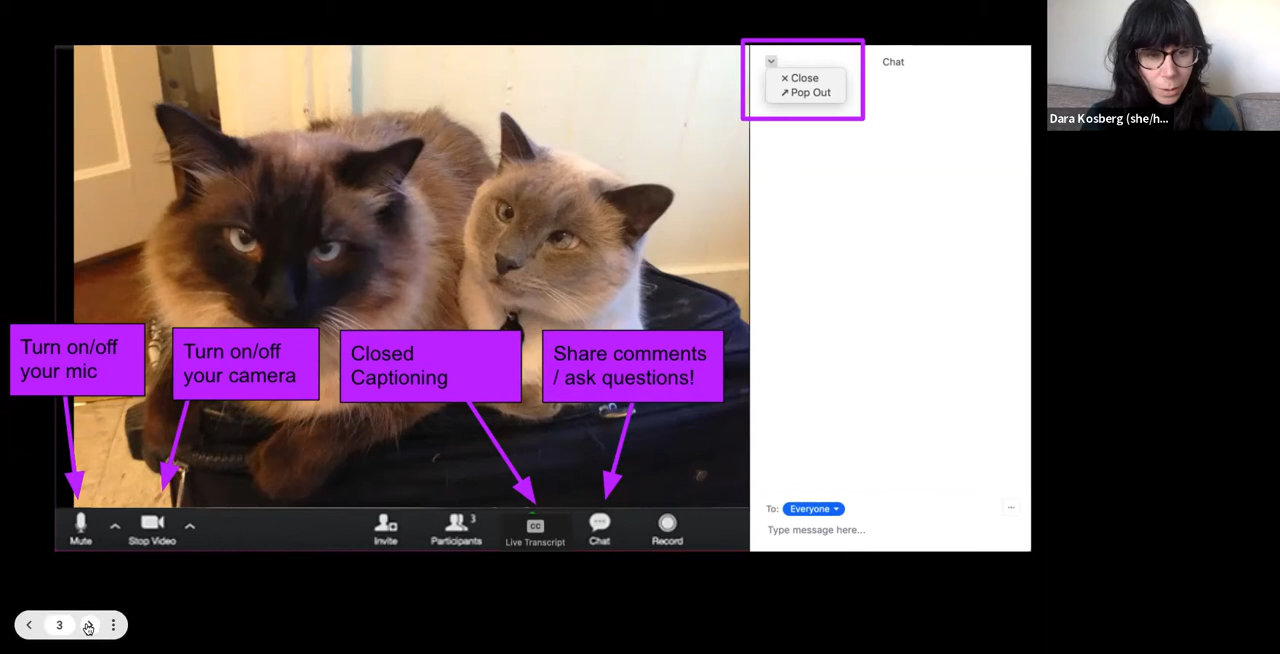 Chat
× Close
↗ Pop Out
Dara Kosberg (she/h...
Turn on/off
your mic
Turn on/off
your camera
Closed
Captioning
Share comments
/ ask questions!
To: Everyone
Type message here...
3
Mute
Stop Video
Invite
Participants
CC
Live Transcript
Chat
Record
3